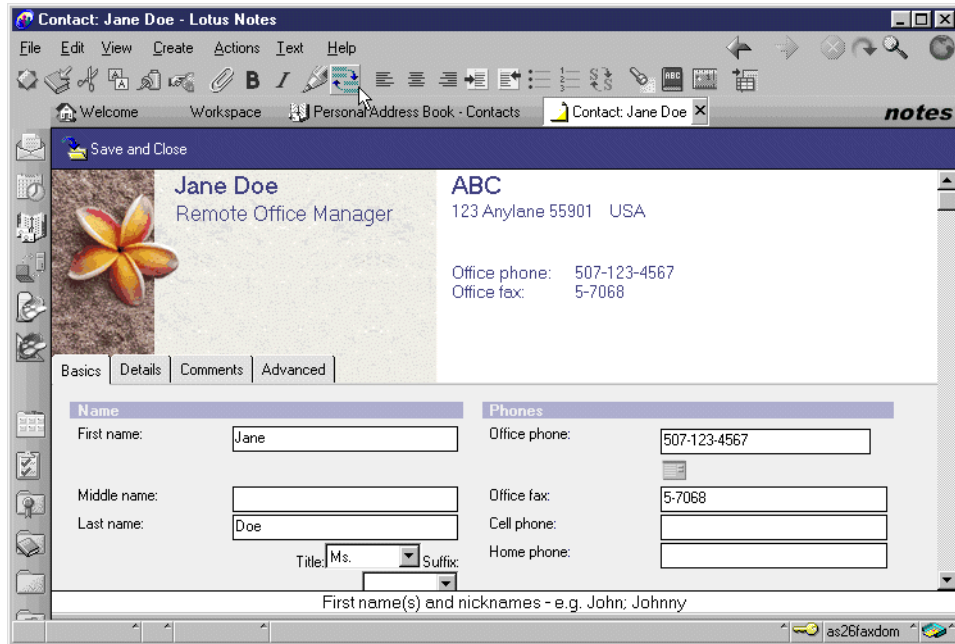 Contact: Jane Doe - Lotus Notes
File Edit View Create Actions Text Help
B I ABC
Welcome Workspace Personal Address Book - Contacts Contact: Jane Doe notes
Save and Close
Jane Doe ABC
Remote Office Manager 123 Anylane 55901 USA
Office phone: 507-123-4567
Office fax: 5-7068
Basics Details Comments Advanced
Name Phones
First name: Jane Office phone: 507-123-4567
Middle name: Office fax: 5-7068
Last name: Doe Cell phone:
Title: Ms. Suffix: Home phone:
First name(s) and nicknames - e.g. John; Johnny
as26faxdom